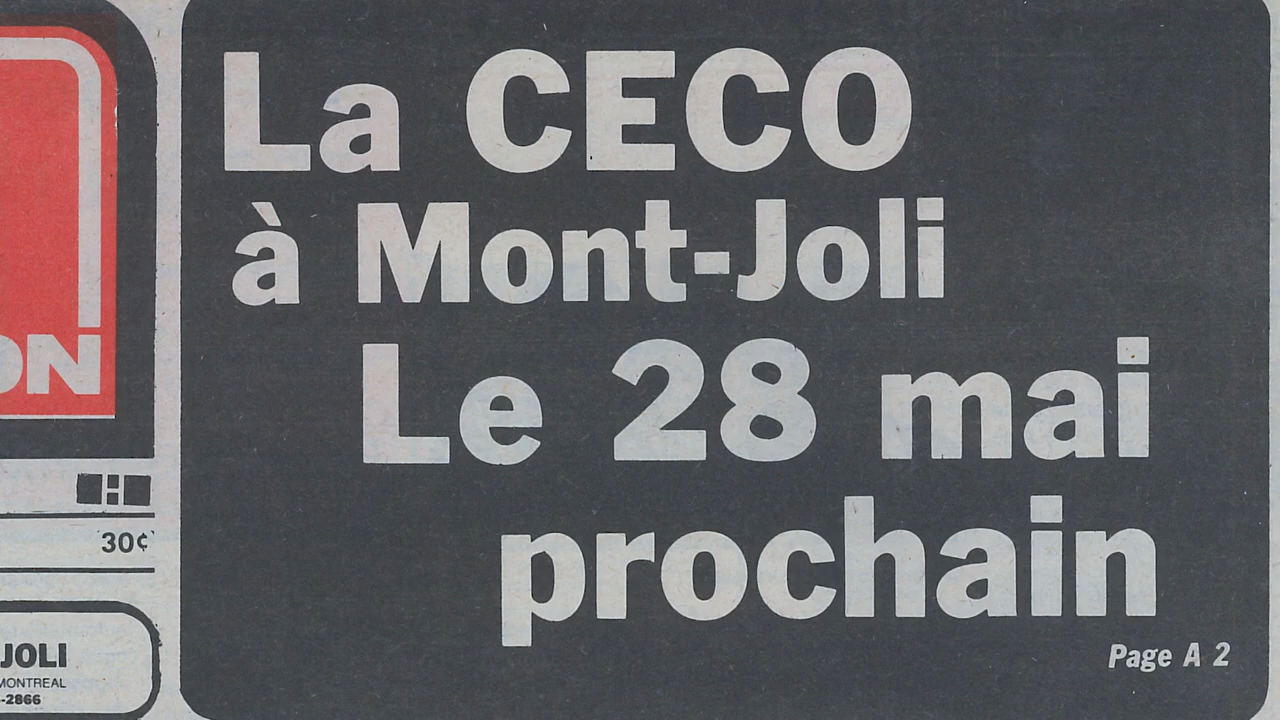 La CECO
à Mont-Joli
Le 28 mai
prochain
Page A 2
ON
30¢
JOLI
MONTREAL
-2866